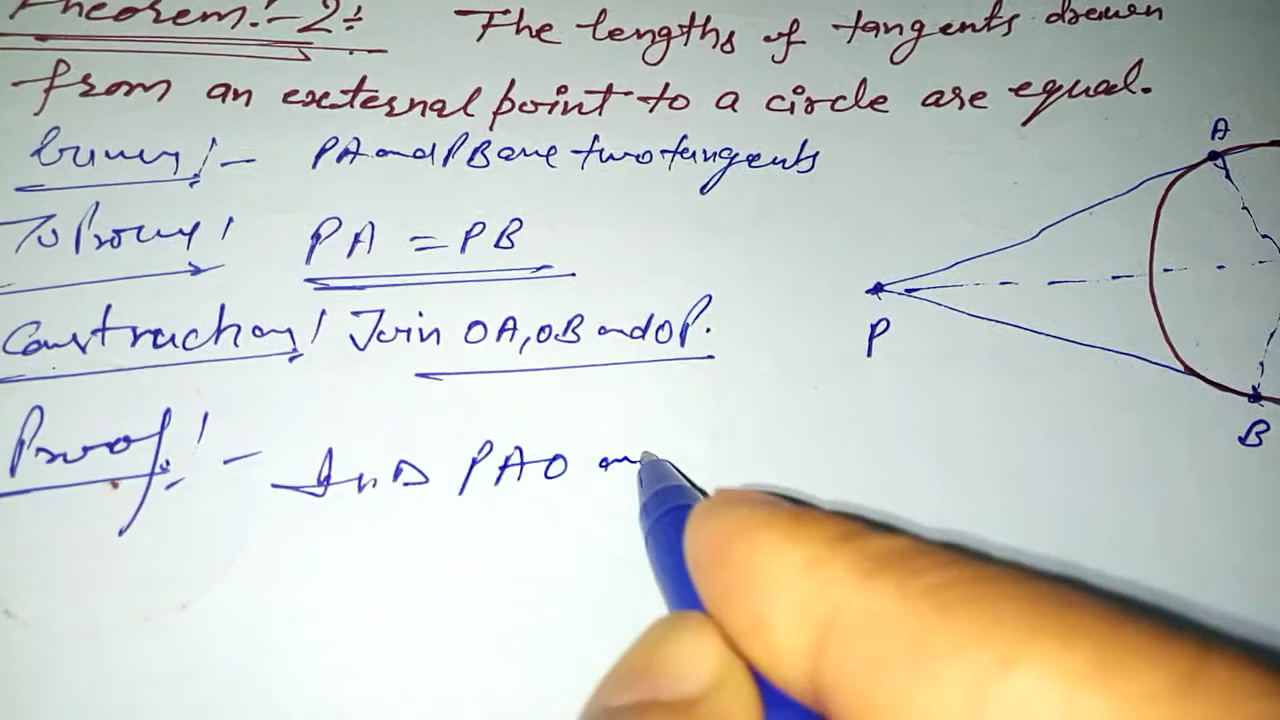 Theorem:-2÷ The lengths of tangents drawn
from an external point to a circle are equal.
Given!- PA and PB are two tangents
To Prove! PA = PB
Construction! Join OA, OB and OP.
Proof!- In Δ PAO an
A
P
B